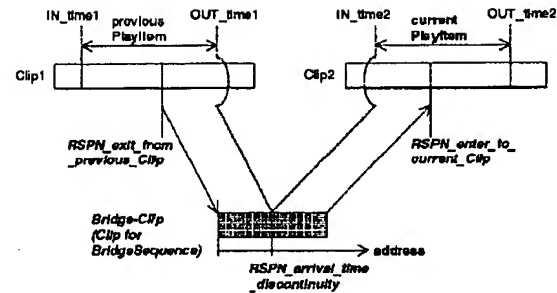 IN_time1
previous
PlayItem
OUT_time1
IN_time2
current
PlayItem
OUT_time2
Clip1
Clip2
RSPN_exit_from
_previous_Clip
RSPN_enter_to_
current_Clip
Bridge-Clip
(Clip for
BridgeSequence)
address
RSPN_arrival_time
_discontinuity